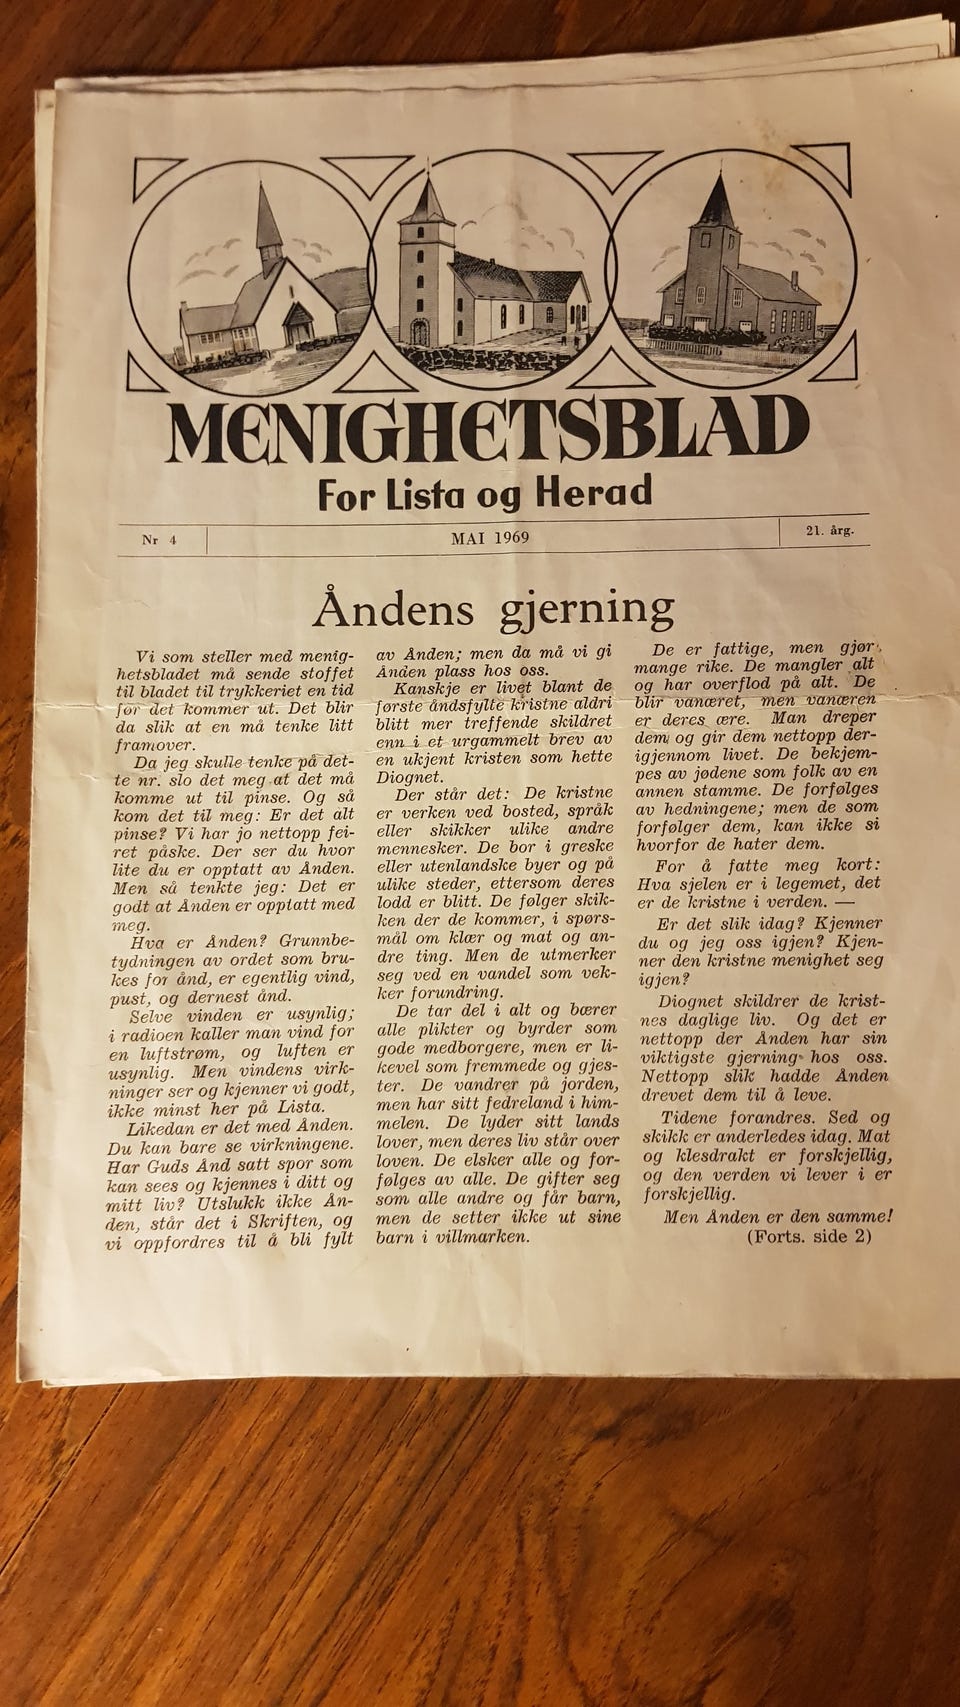 MENIGHETSBLAD
For Lista og Herad
Nr 4
MAI 1969
21. årg.
Åndens gjerning
Vi som steller med menig-
hetsbladet må sende stoffet
til bladet til trykkeriet en tid
før det kommer ut. Det blir
da slik at en må tenke litt
framover.
Da jeg skulle tenke på det-
te nr. slo det meg at det må
komme ut til pinse. Og så
kom det til meg: Er det alt
pinse? Vi har jo nettopp fei-
ret påske. Der ser du hvor
lite du er opptatt av Ånden.
Men så tenkte jeg: Det er
godt at Ånden er opptatt med
meg.
Hva er Ånden? Grunnbe-
tydningen av ordet som bru-
kes for ånd, er egentlig vind,
pust, og dernest ånd.
Selve vinden er usynlig;
i radioen kaller man vind for
en luftstrøm, og luften er
usynlig. Men vindens virk-
ninger ser og kjenner vi godt,
ikke minst her på Lista.
Likedan er det med Ånden.
Du kan bare se virkningene.
Har Guds Ånd satt spor som
kan sees og kjennes i ditt og
mitt liv? Utslukk ikke Ån-
den, står det i Skriften, og
vi oppfordres til å bli fylt
av Ånden; men da må vi gi
Ånden plass hos oss.
Kanskje er livet blant de
første åndsfylte kristne aldri
blitt mer treffende skildret
enn i et urgammelt brev av
en ukjent kristen som hette
Diognet.
Der står det: De kristne
er verken ved bosted, språk
eller skikker ulike andre
mennesker. De bor i greske
eller utenlandske byer og på
ulike steder, ettersom deres
lodd er blitt. De følger skik-
ken der de kommer, i spørs-
mål om klær og mat og an-
dre ting. Men de utmerker
seg ved en vandel som vek-
ker forundring.
De tar del i alt og bærer
alle plikter og byrder som
gode medborgere, men er li-
kevel som fremmede og gjes-
ter. De vandrer på jorden,
men har sitt fedreland i him-
melen. De lyder sitt lands
lover, men deres liv står over
loven. De elsker alle og for-
følges av alle. De gifter seg
som alle andre og får barn,
men de setter ikke ut sine
barn i villmarken.
De er fattige, men gjør
mange rike. De mangler alt
og har overflod på alt. De
blir vanæret, men vanæren
er deres ære. Man dreper
dem og gir dem nettopp der-
igjennom livet. De bekjem-
pes av jødene som folk av en
annen stamme. De forfølges
av hedningene; men de som
forfølger dem, kan ikke si
hvorfor de hater dem.
For å fatte meg kort:
Hva sjelen er i legemet, det
er de kristne i verden. —
Er det slik idag? Kjenner
du og jeg oss igjen? Kjen-
ner den kristne menighet seg
igjen?
Diognet skildrer de krist-
nes daglige liv. Og det er
nettopp der Ånden har sin
viktigste gjerning hos oss.
Nettopp slik hadde Ånden
drevet dem til å leve.
Tidene forandres. Sed og
skikk er anderledes idag. Mat
og klesdrakt er forskjellig,
og den verden vi lever i er
forskjellig.
Men Ånden er den samme!
(Forts. side 2)